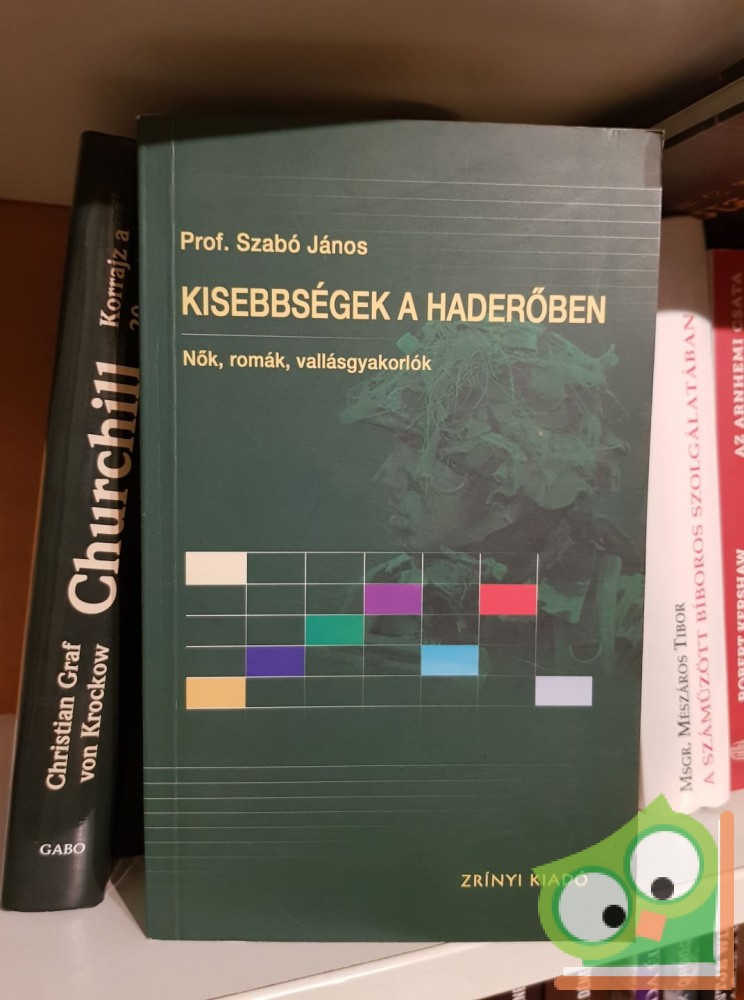 Prof. Szabó János
KISEBBSÉGEK A HADERŐBEN
Nők, romák, vallásgyakorlók
ZRÍNYI KIADÓ
Christian Graf
von Krockow
Churchill
Korrajz a
GABO
MSGR. MÉSZÁROS TIBOR
A SZÁMŰZÖTT BÍBOROS SZOLGÁLATÁBAN
ROBERT KERSHAW
AZ ARNHEMI CSATA